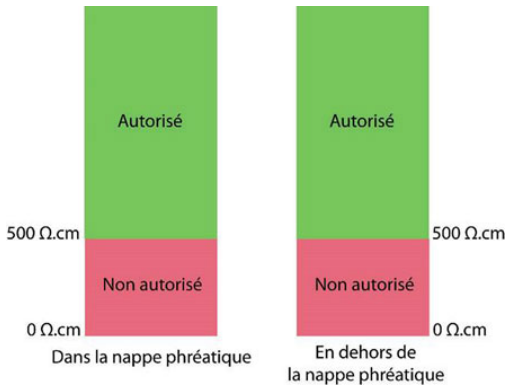 Autorisé
Autorisé
500 Ω.cm
500 Ω.cm
Non autorisé
Non autorisé
0 Ω.cm
0 Ω.cm
Dans la nappe phréatique
En dehors de
la nappe phréatique